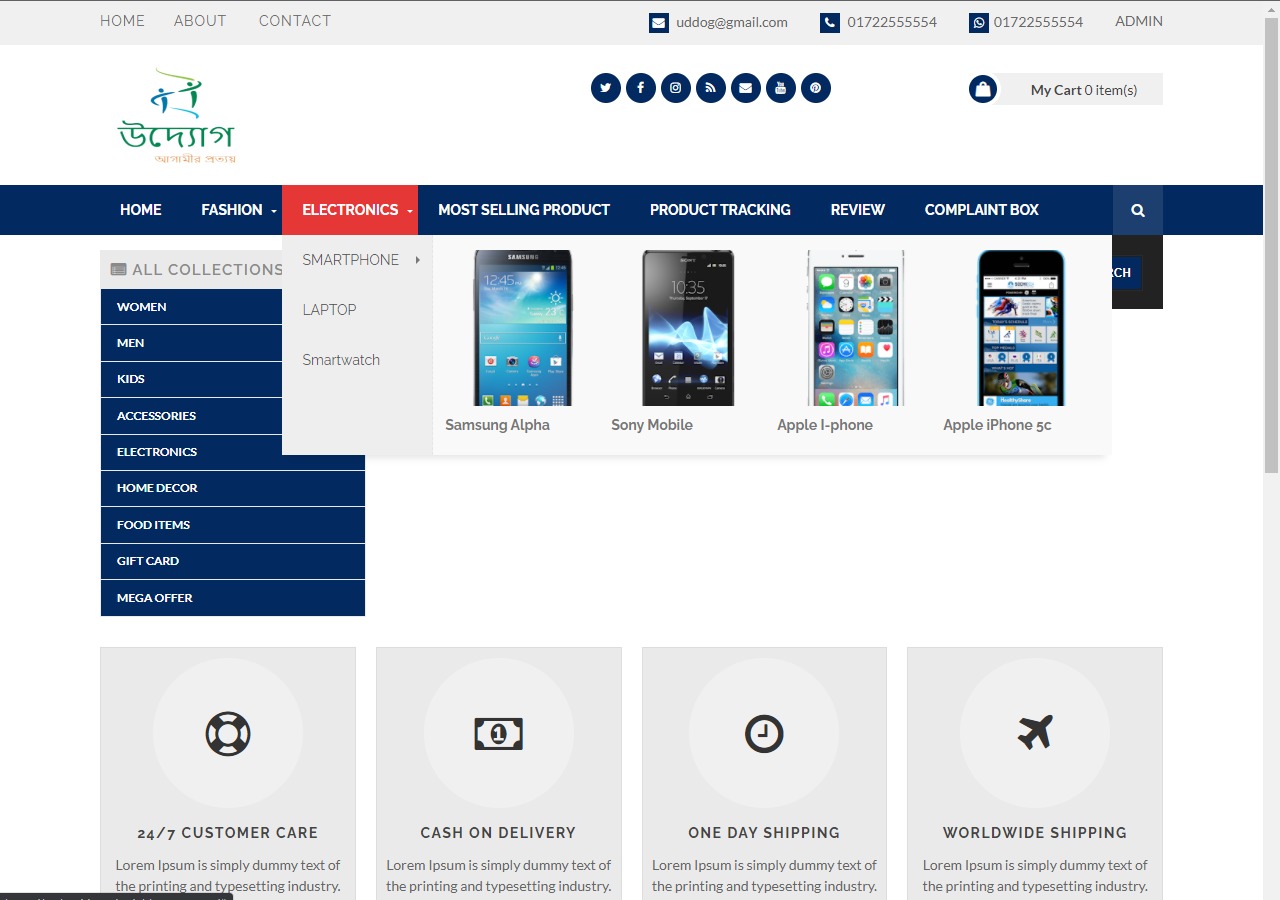 HOME ABOUT CONTACT uddog@gmail.com 01722555554 01722555554 ADMIN
উদ্যোগ
আগামীর প্রত্যয়
My Cart 0 item(s)
HOME FASHION ELECTRONICS MOST SELLING PRODUCT PRODUCT TRACKING REVIEW COMPLAINT BOX
ALL COLLECTIONS
WOMEN
MEN
KIDS
ACCESSORIES
ELECTRONICS
HOME DECOR
FOOD ITEMS
GIFT CARD
MEGA OFFER
SMARTPHONE
LAPTOP
Smartwatch
SAMSUNG
12:45
SONY
10:35
Samsung Alpha Sony Mobile Apple I-phone Apple iPhone 5c
RCH
24/7 CUSTOMER CARE
Lorem Ipsum is simply dummy text of
the printing and typesetting industry.
CASH ON DELIVERY
Lorem Ipsum is simply dummy text of
the printing and typesetting industry.
ONE DAY SHIPPING
Lorem Ipsum is simply dummy text of
the printing and typesetting industry.
WORLDWIDE SHIPPING
Lorem Ipsum is simply dummy text of
the printing and typesetting industry.